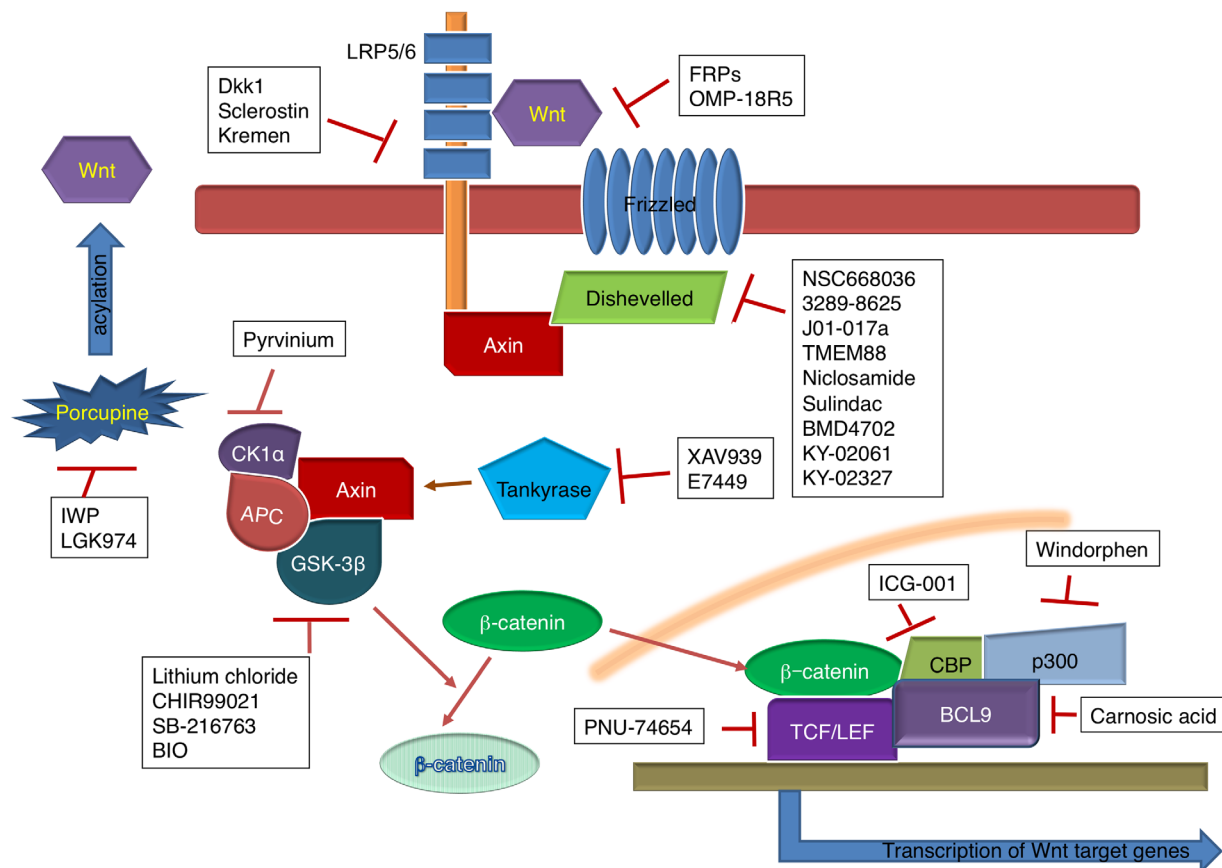 LRP5/6
Dkk1
Sclerostin
Kremen
FRPs
OMP-18R5
Wnt
Wnt
Frizzled
acylation
Dishevelled
NSC668036
3289-8625
J01-017a
TMEM88
Niclosamide
Sulindac
BMD4702
KY-02061
KY-02327
Axin
Pyrvinium
Porcupine
CK1α
XAV939
E7449
Axin
Tankyrase
APC
IWP
LGK974
GSK-3β
Windorphen
ICG-001
β-catenin
Lithium chloride
CHIR99021
SB-216763
BIO
β-catenin
CBP
p300
PNU-74654
TCF/LEF
BCL9
Carnosic acid
β-catenin
Transcription of Wnt target genes